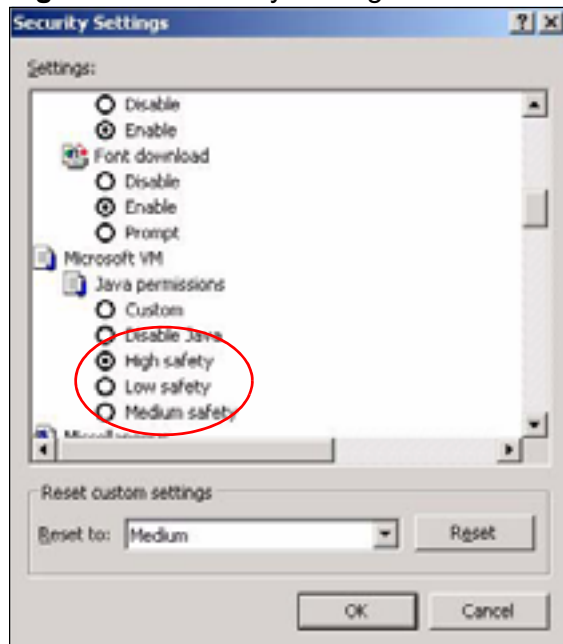 Security Settings
Settings:
Disable
Enable
Font download
Disable
Enable
Prompt
Microsoft VM
Java permissions
Custom
Disable Java
High safety
Low safety
Medium safety
Reset custom settings
Reset to: Medium Reset
OK Cancel